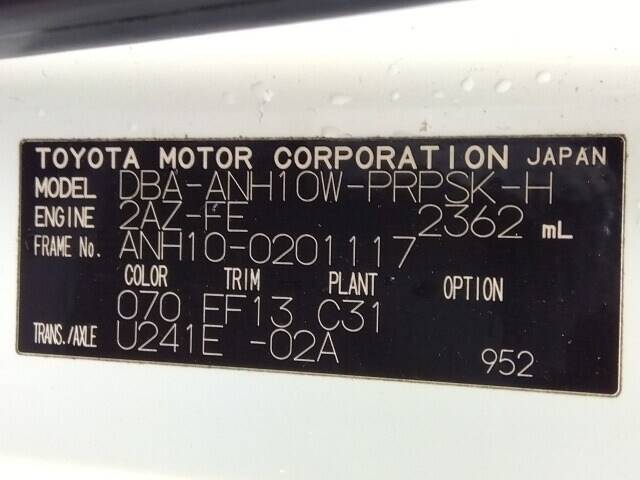 TOYOTA MOTOR CORPORATION JAPAN
MODEL DBA-ANH10W-PRPSK-H
ENGINE 2AZ-FE 2362 mL
FRAME No. ANH10-0201117
COLOR TRIM PLANT OPTION
070 FF13 C31
TRANS./AXLE U241E -02A
952